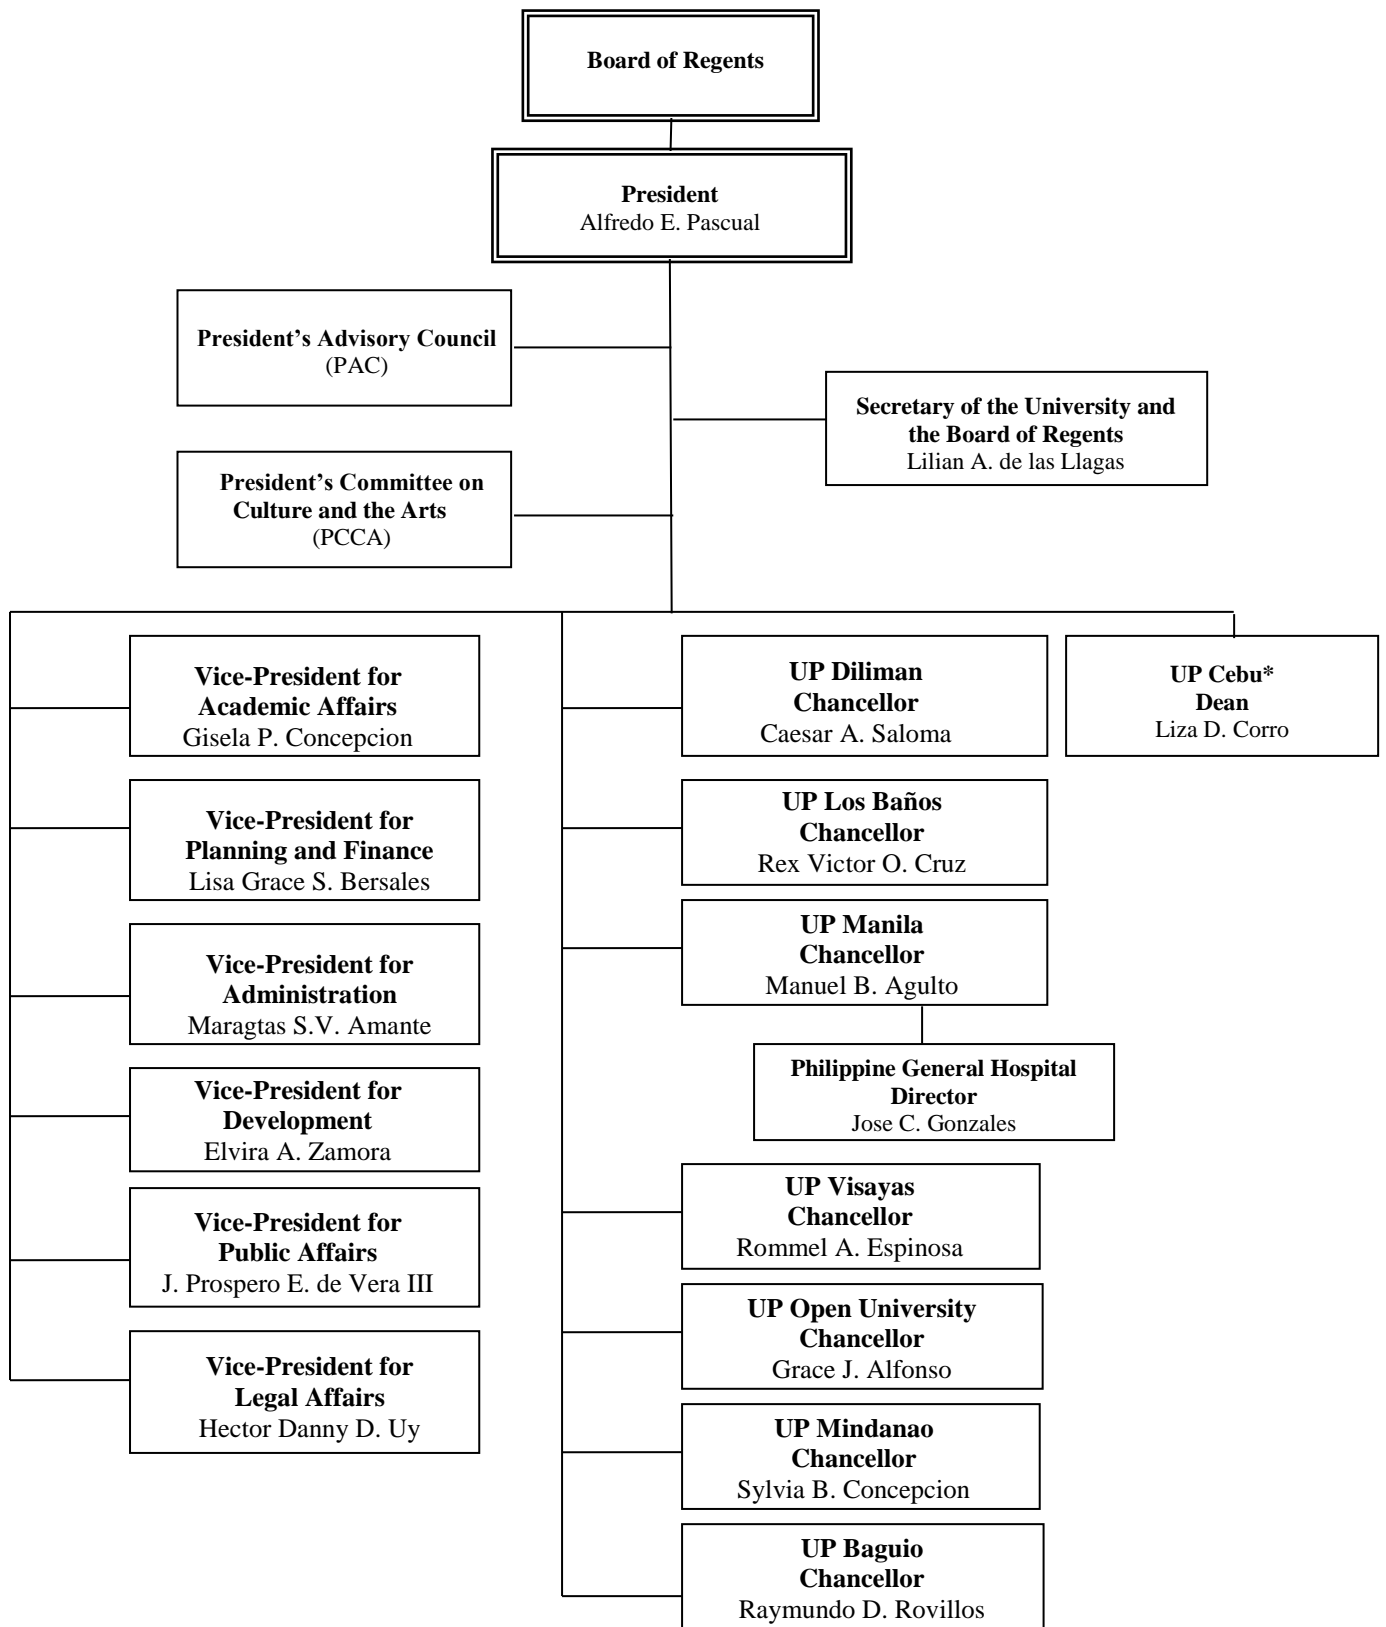 Board of Regents
President
Alfredo E. Pascual
President’s Advisory Council
(PAC)
Secretary of the University and
the Board of Regents
Lilian A. de las Llagas
President’s Committee on
Culture and the Arts
(PCCA)
Vice-President for
Academic Affairs
Gisela P. Concepcion
Vice-President for
Planning and Finance
Lisa Grace S. Bersales
Vice-President for
Administration
Maragtas S.V. Amante
Vice-President for
Development
Elvira A. Zamora
Vice-President for
Public Affairs
J. Prospero E. de Vera III
Vice-President for
Legal Affairs
Hector Danny D. Uy
UP Diliman
Chancellor
Caesar A. Saloma
UP Los Baños
Chancellor
Rex Victor O. Cruz
UP Manila
Chancellor
Manuel B. Agulto
Philippine General Hospital
Director
Jose C. Gonzales
UP Visayas
Chancellor
Rommel A. Espinosa
UP Open University
Chancellor
Grace J. Alfonso
UP Mindanao
Chancellor
Sylvia B. Concepcion
UP Baguio
Chancellor
Raymundo D. Rovillos
UP Cebu*
Dean
Liza D. Corro